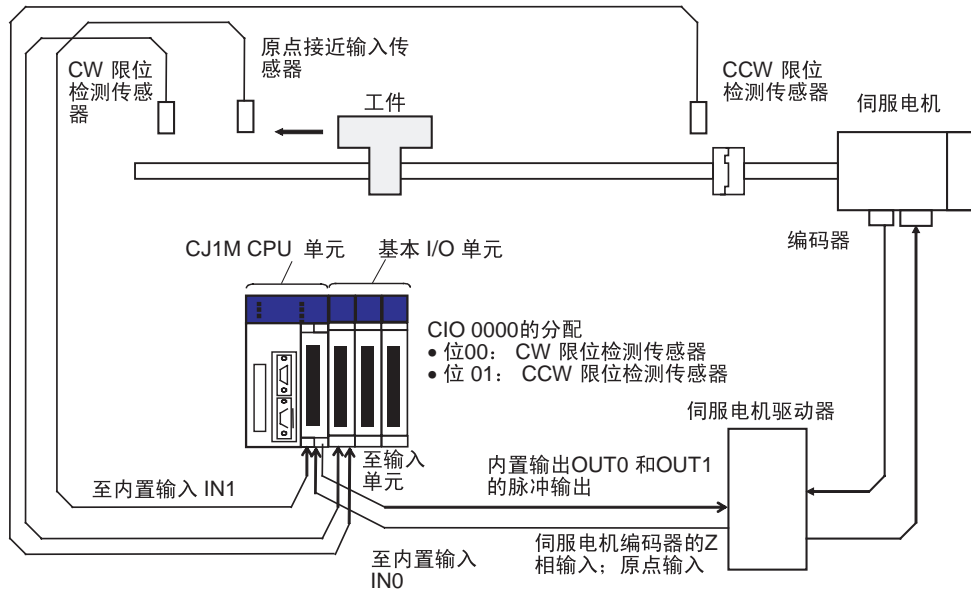 原点接近输入传
感器
CW 限位
检测传感
器
CCW 限位
检测传感器
工件
伺服电机
编码器
CJ1M CPU 单元
基本 I/O 单元
CIO 0000的分配
• 位00： CW 限位检测传感器
• 位 01： CCW 限位检测传感器
伺服电机驱动器
至输入
单元
内置输出OUT0 和OUT1
的脉冲输出
至内置输入 IN1
伺服电机编码器的Z
相输入；原点输入
至内置输入
IN0